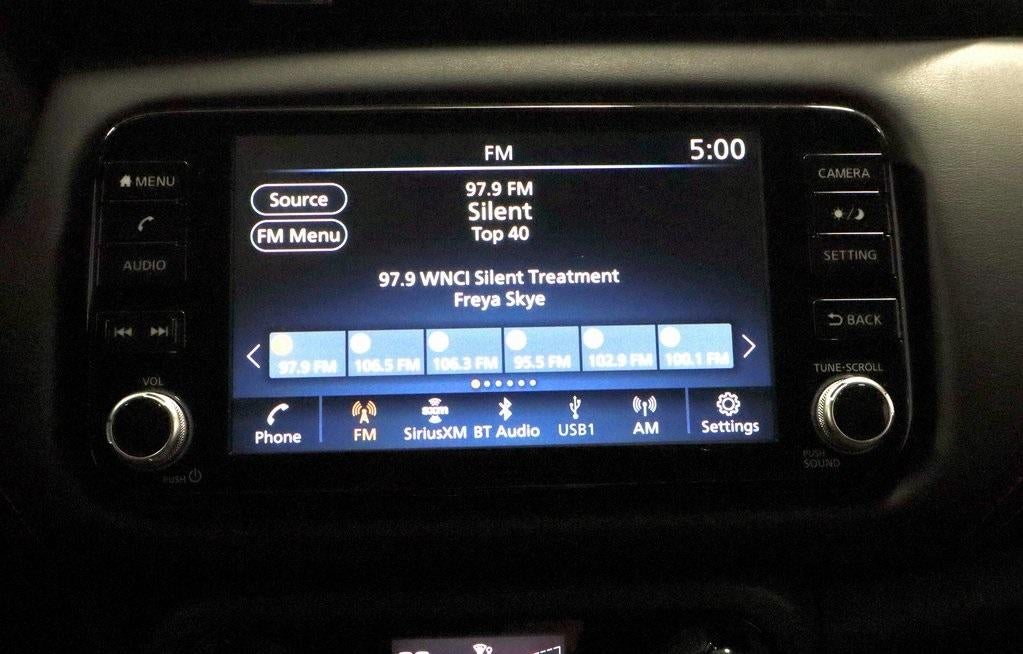 MENU
AUDIO
VOL
PUSH
FM
5:00
Source
FM Menu
97.9 FM
Silent
Top 40
97.9 WNCI Silent Treatment
Freya Skye
97.9 FM 106.5 FM 106.3 FM 95.5 FM 102.9 FM 100.1 FM
sxm
Phone FM SiriusXM BT Audio USB1 AM Settings
CAMERA
SETTING
BACK
TUNE·SCROLL
PUSH
SOUND